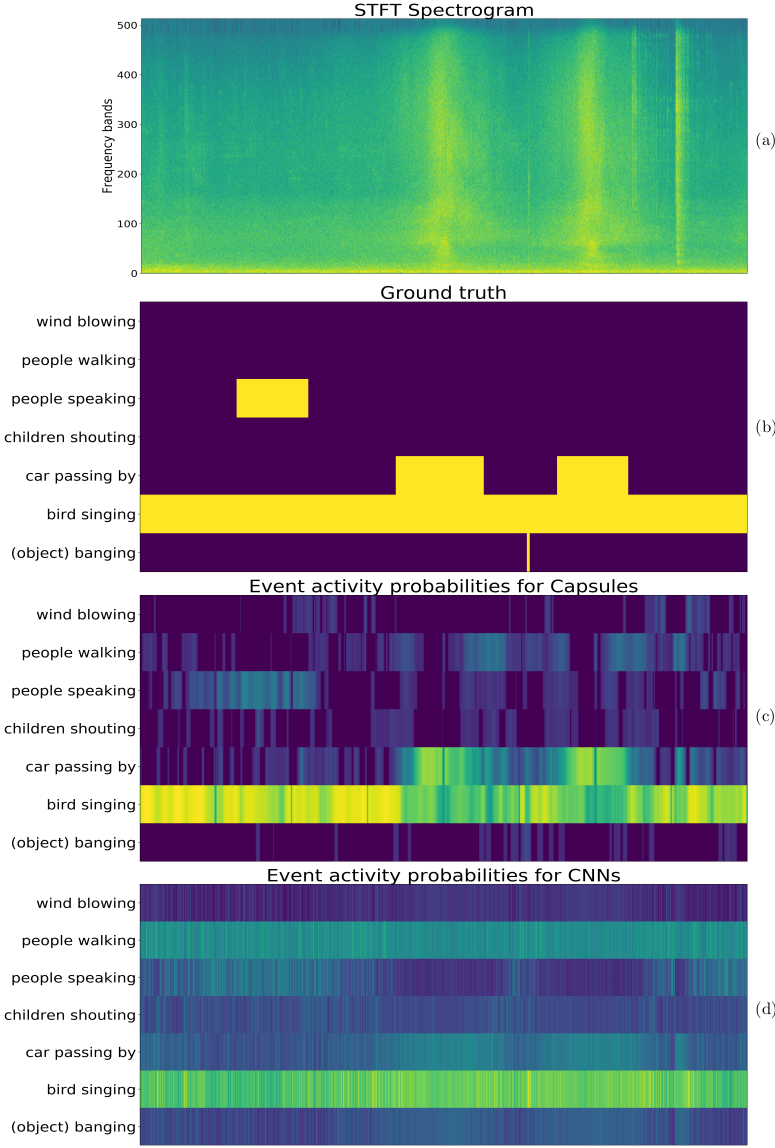 STFT Spectrogram
500
400
300
200
100
0
Frequency bands
(a)
Ground truth
wind blowing
people walking
people speaking
children shouting
car passing by
bird singing
(object) banging
(b)
Event activity probabilities for Capsules
wind blowing
people walking
people speaking
children shouting
car passing by
bird singing
(object) banging
(c)
Event activity probabilities for CNNs
wind blowing
people walking
people speaking
children shouting
car passing by
bird singing
(object) banging
(d)